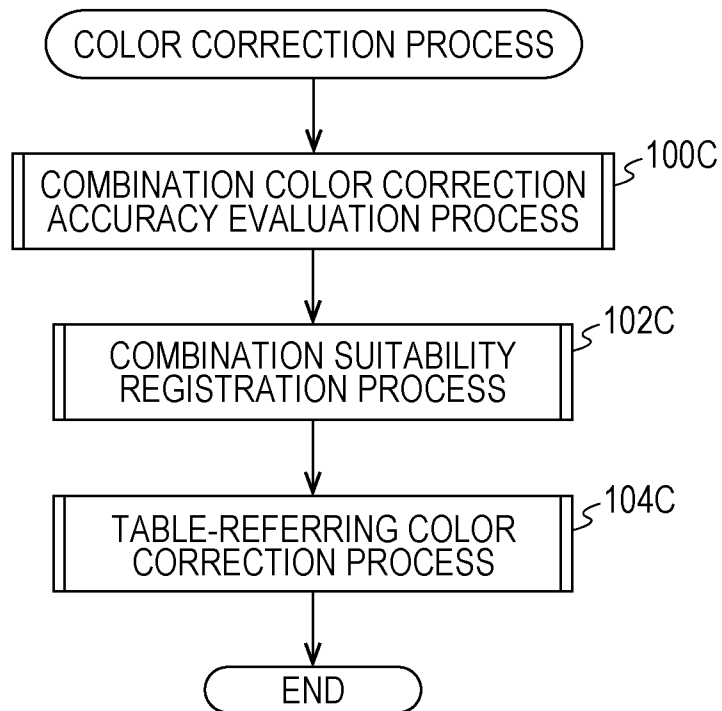 COLOR CORRECTION PROCESS
100C
COMBINATION COLOR CORRECTION
ACCURACY EVALUATION PROCESS
102C
COMBINATION SUITABILITY
REGISTRATION PROCESS
104C
TABLE-REFERRING COLOR
CORRECTION PROCESS
END